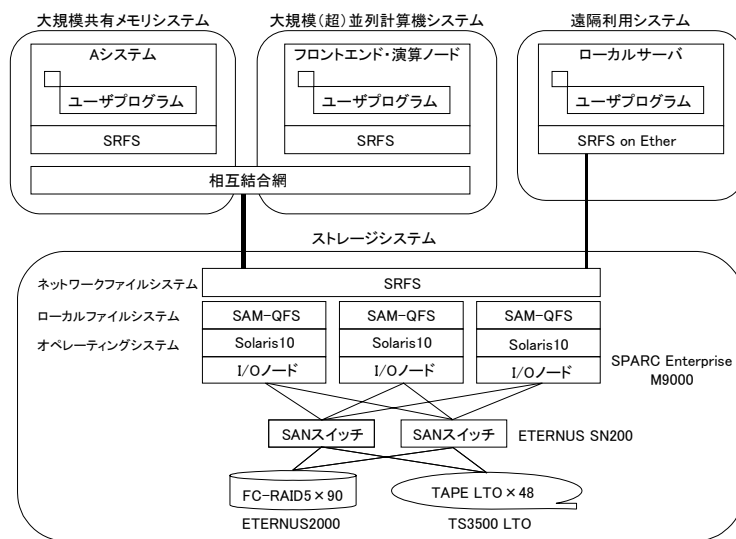 大規模共有メモリシステム
大規模(超)並列計算機システム
遠隔利用システム
Aシステム
ユーザプログラム
SRFS
フロントエンド・演算ノード
ユーザプログラム
SRFS
ローカルサーバ
ユーザプログラム
SRFS on Ether
相互結合網
ストレージシステム
ネットワークファイルシステム
SRFS
ローカルファイルシステム
SAM-QFS
SAM-QFS
SAM-QFS
オペレーティングシステム
Solaris10
Solaris10
Solaris10
I/Oノード
I/Oノード
I/Oノード
SPARC Enterprise
M9000
SANスイッチ
SANスイッチ
ETERNUS SN200
FC-RAID5×90
TAPE LTO×48
ETERNUS2000
TS3500 LTO